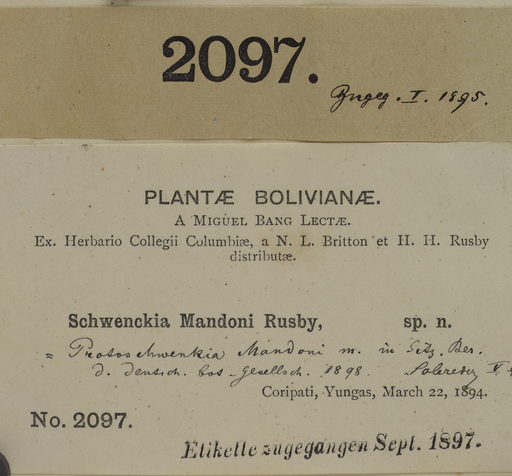 2097.
Zugeg. I. 1895.
PLANTÆ BOLIVIANÆ.
A MIGUEL BANG LECTÆ.
Ex. Herbario Collegii Columbiæ, a N. L. Britton et H. H. Rusby
distributæ.
Schwenckia Mandoni Rusby, sp. n.
= Protoschwenkia Mandoni m. in Sitz. Ber.
d. deutsch. bot. Gesellsch. 1898. Solereder V.
Coripati, Yungas, March 22, 1894.
No. 2097.
Etikette zugegangen Sept. 1897.